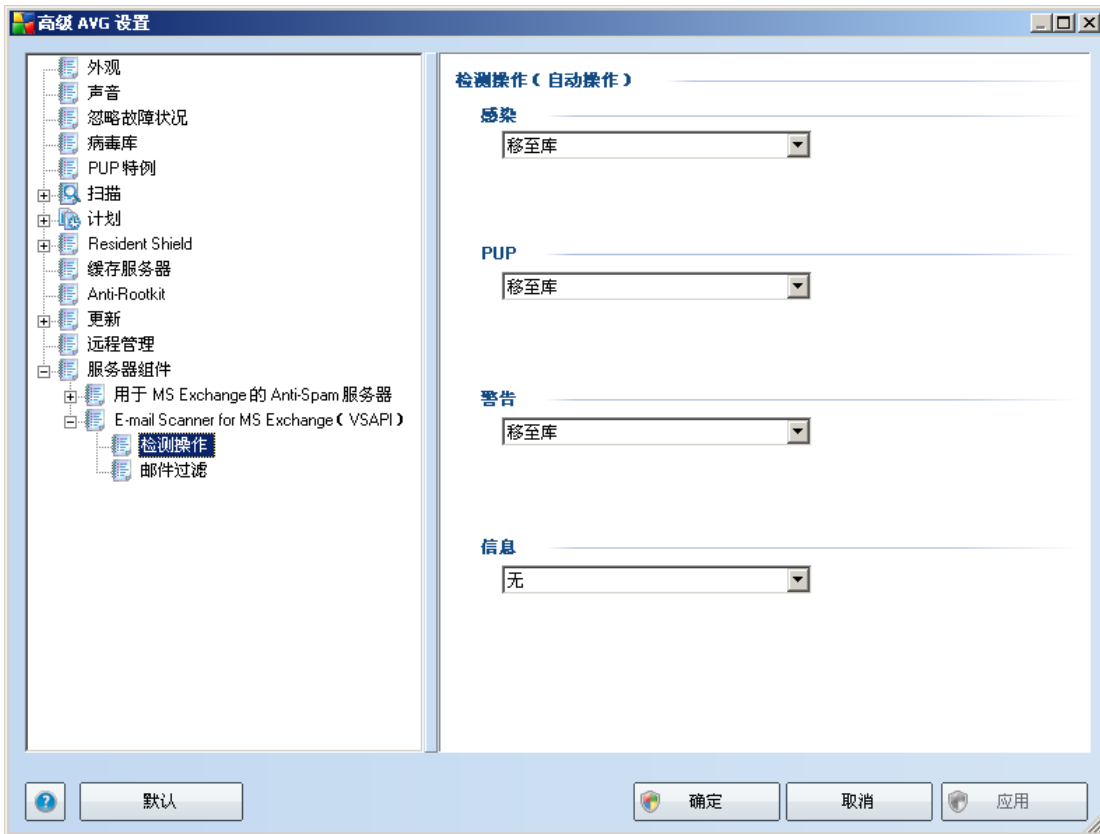 高级 AVG 设置
外观
声音
忽略故障状况
病毒库
PUP 特例
扫描
计划
Resident Shield
缓存服务器
Anti-Rootkit
更新
远程管理
服务器组件
用于 MS Exchange 的 Anti-Spam 服务器
E-mail Scanner for MS Exchange（VSAPI）
检测操作
邮件过滤
检测操作（自动操作）
感染
移至库
PUP
移至库
警告
移至库
信息
无
默认
确定
取消
应用